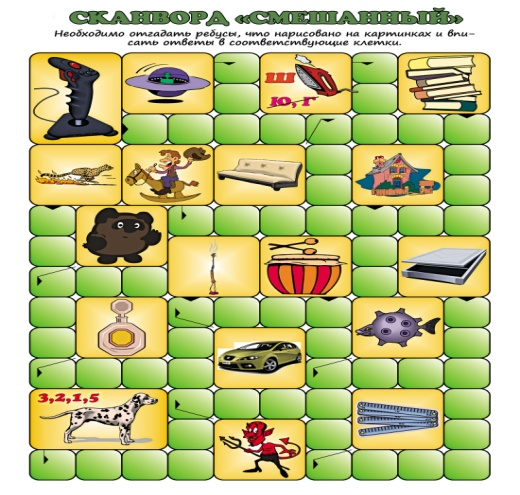 СКАНВОРД «СМЕШАННЫЙ»
Необходимо отгадать ребусы, что нарисовано на картинках и впи-
сать ответы в соответствующие клетки.
Ш
Ю, Г
3,2,1,5